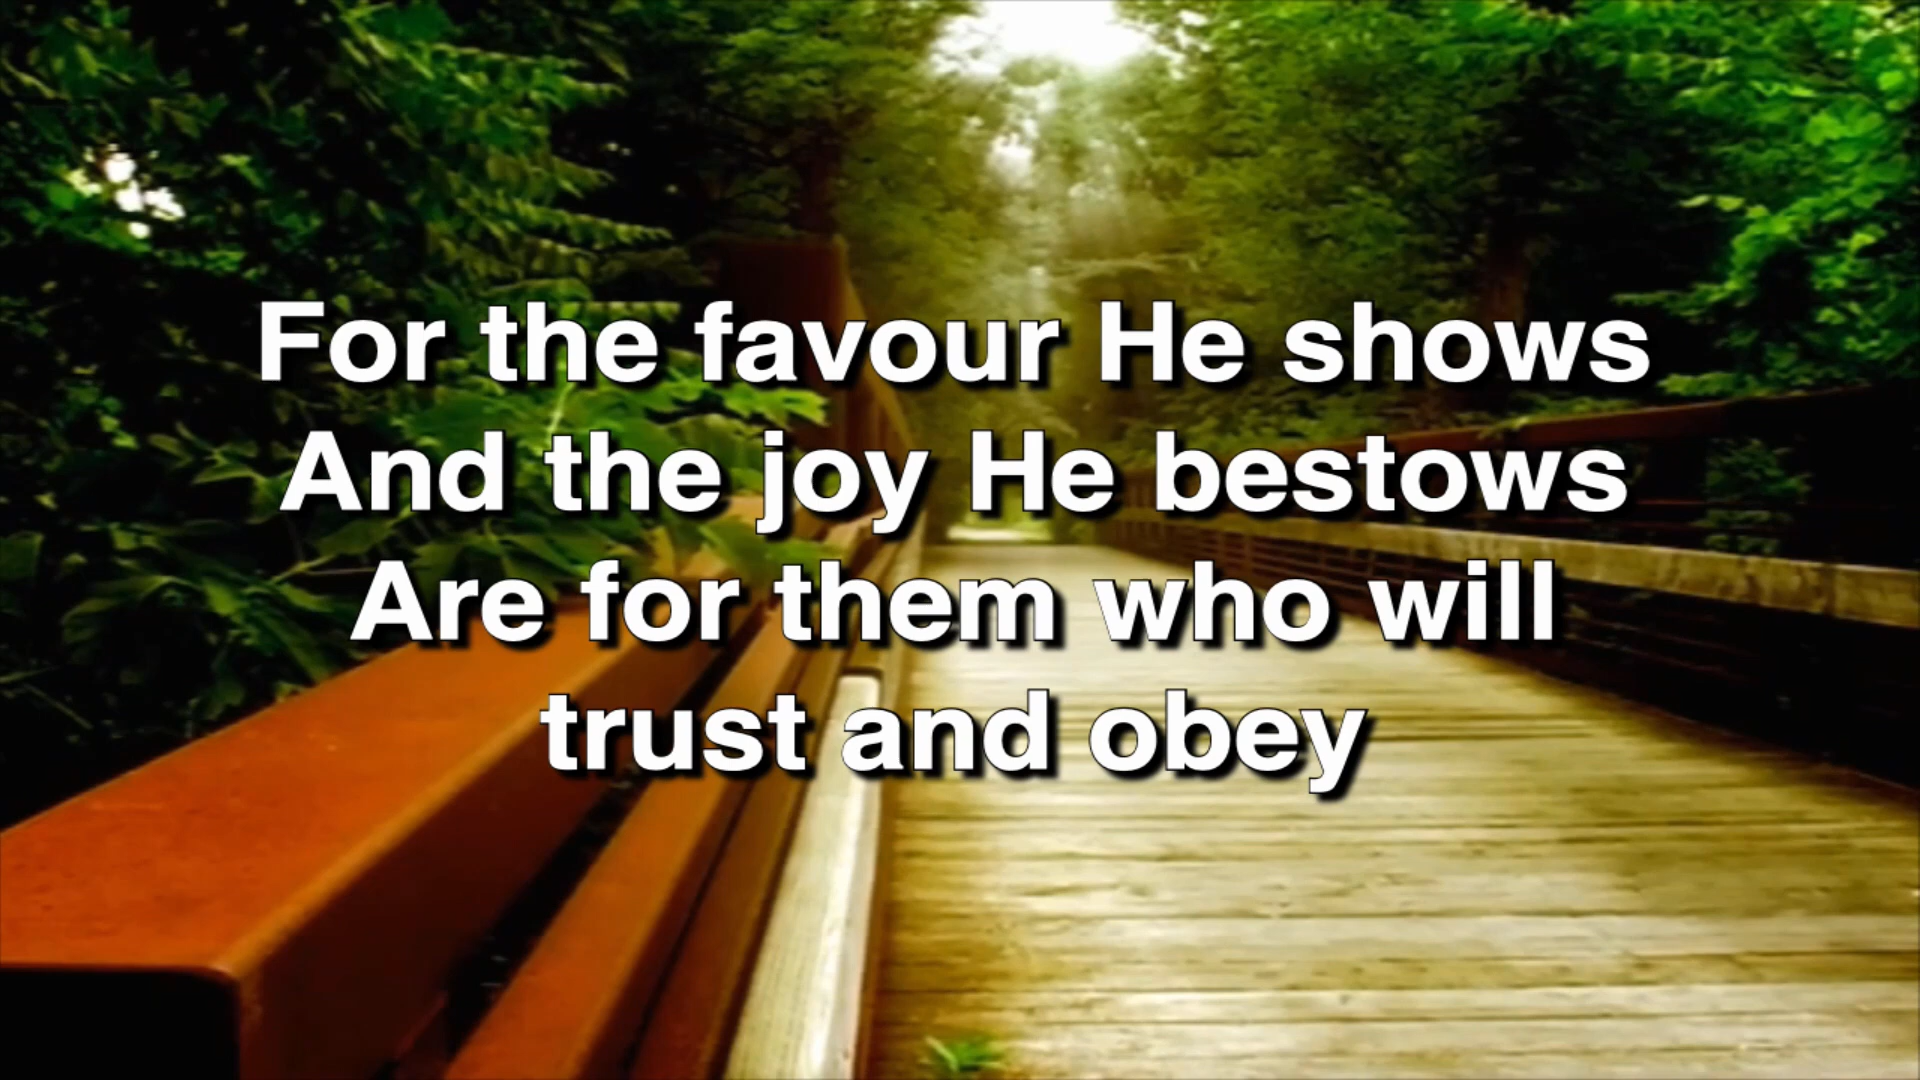 For the favour He shows
And the joy He bestows
Are for them who will
trust and obey